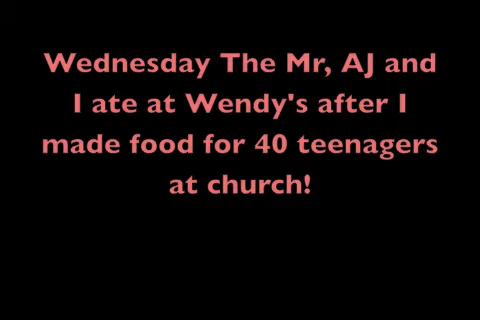 Wednesday The Mr, AJ and
I ate at Wendy's after I
made food for 40 teenagers
at church!